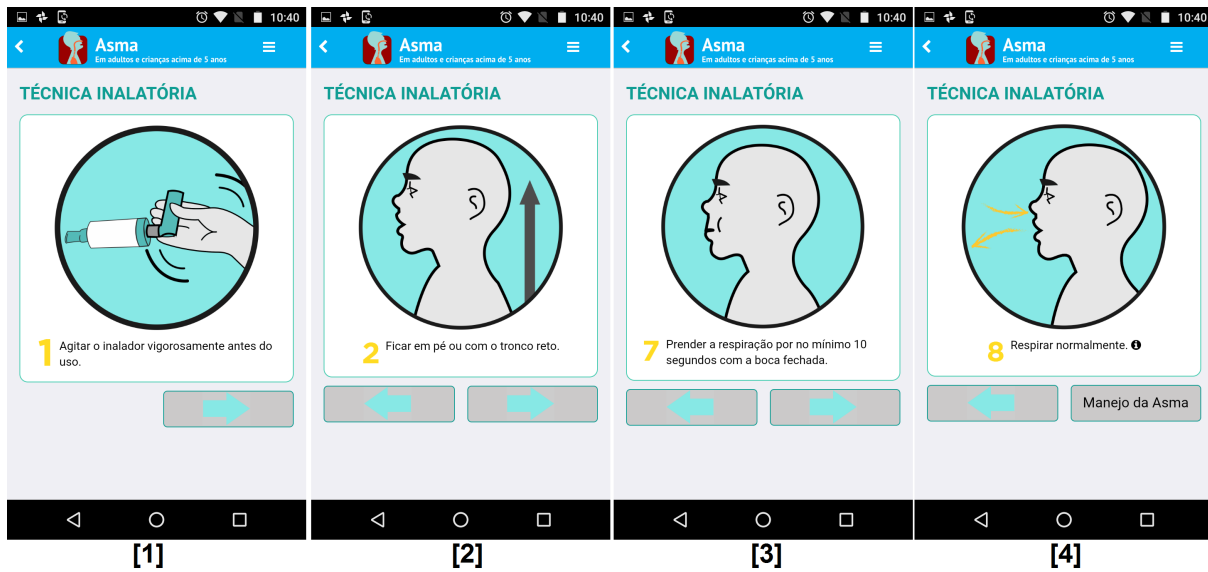 10:40
Asma
Em adultos e crianças acima de 5 anos
TÉCNICA INALATÓRIA
1 Agitar o inalador vigorosamente antes do
uso.
[1]
10:40
Asma
Em adultos e crianças acima de 5 anos
TÉCNICA INALATÓRIA
2 Ficar em pé ou com o tronco reto.
[2]
10:40
Asma
Em adultos e crianças acima de 5 anos
TÉCNICA INALATÓRIA
7 Prender a respiração por no mínimo 10
segundos com a boca fechada.
[3]
10:40
Asma
Em adultos e crianças acima de 5 anos
TÉCNICA INALATÓRIA
8 Respirar normalmente.
Manejo da Asma
[4]